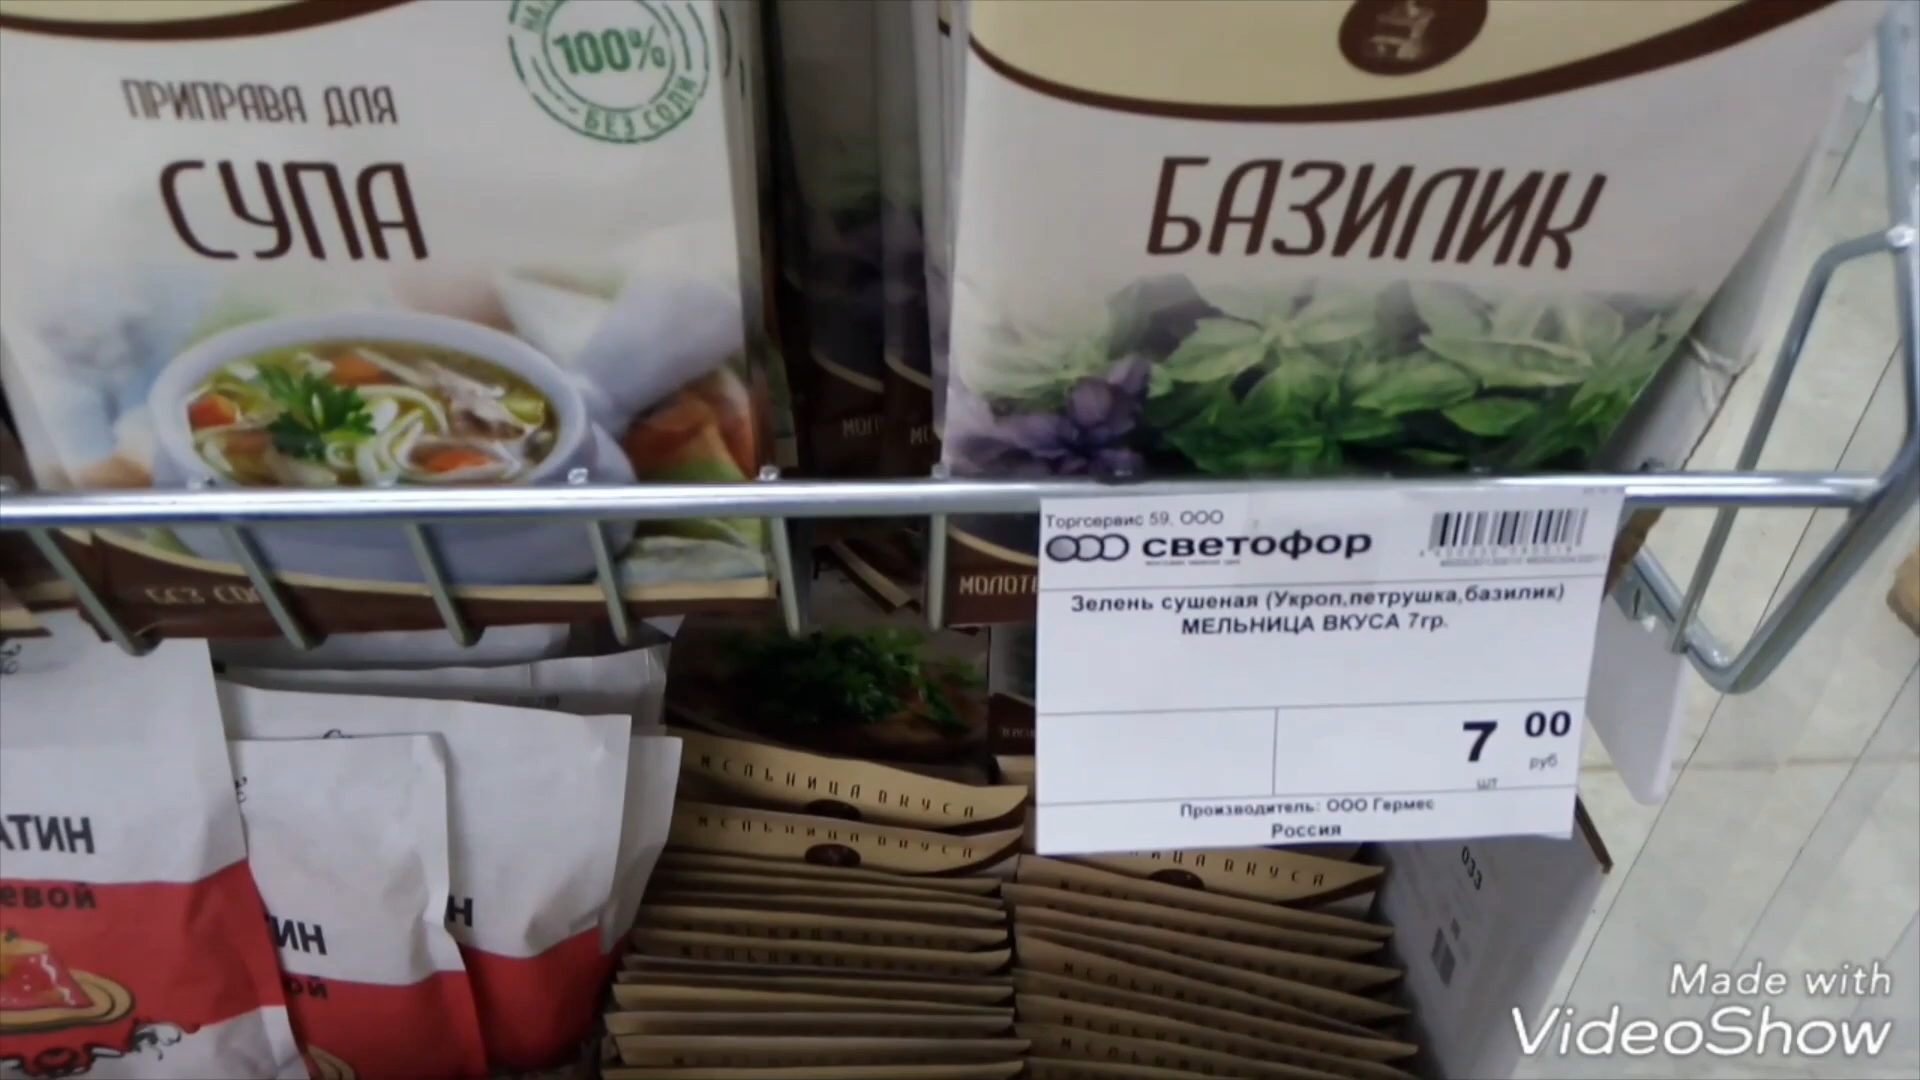 100%
БЕЗ СОЛИ
ПРИПРАВА ДЛЯ
СУПА
БАЗИЛИК
Торгсервис 59, ООО
светофор
Зелень сушеная (Укроп,петрушка,базилик)
МЕЛЬНИЦА ВКУСА 7гр.
7 00
шт
руб
Производитель: ООО Гермес
Россия
МЕЛЬНИЦА ВКУСА
МЕЛЬНИЦА ВКУСА
033
Made with
VideoShow